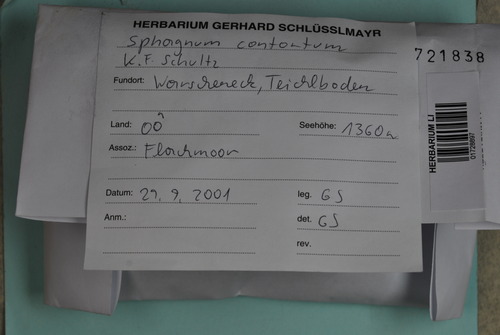 HERBARIUM GERHARD SCHLÜSSLMAYR
Sphagnum contortum
K.F. Schultz
Fundort: Warscheneck, Teichlboden
Land: OÖ
Seehöhe: 1360m
Assoz.: Flachmoor
Datum: 29.9.2001
leg. GS
Anm.:
det. GS
rev.
721838
HERBARIUM LI